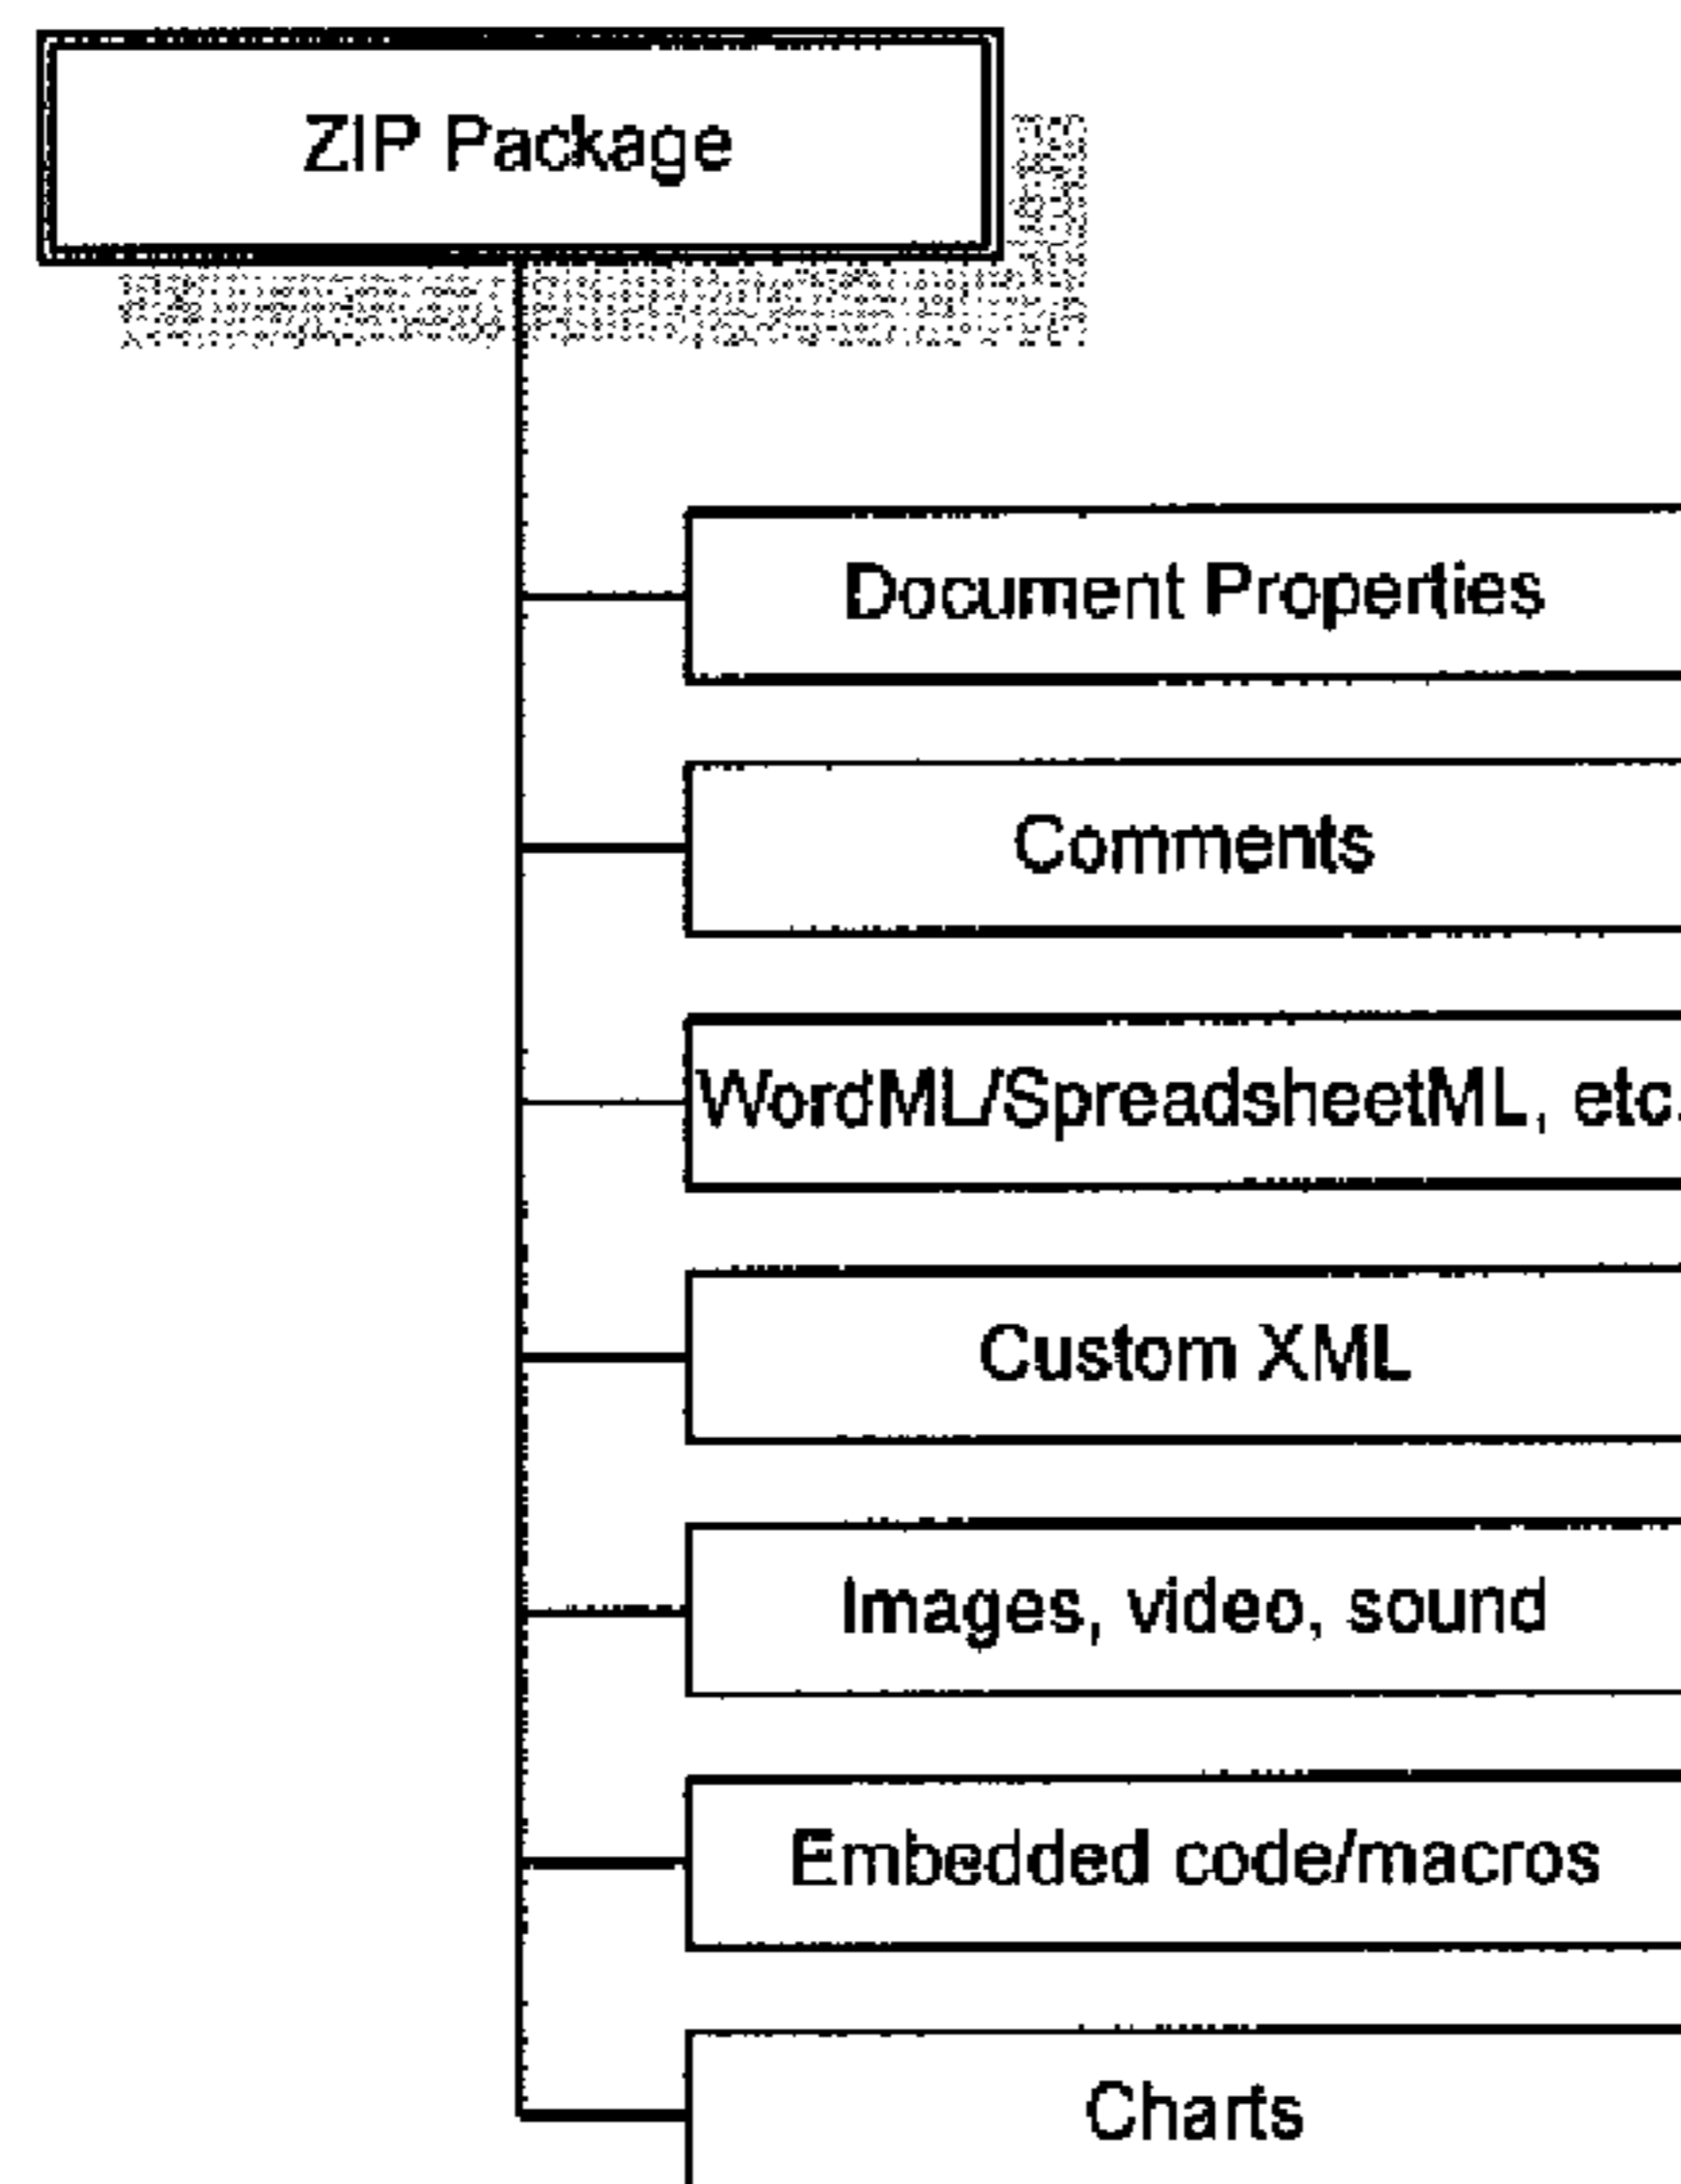 ZIP Package
Document Properties
Comments
WordML/SpreadsheetML, etc.
Custom XML
Images, video, sound
Embedded code/macros
Charts